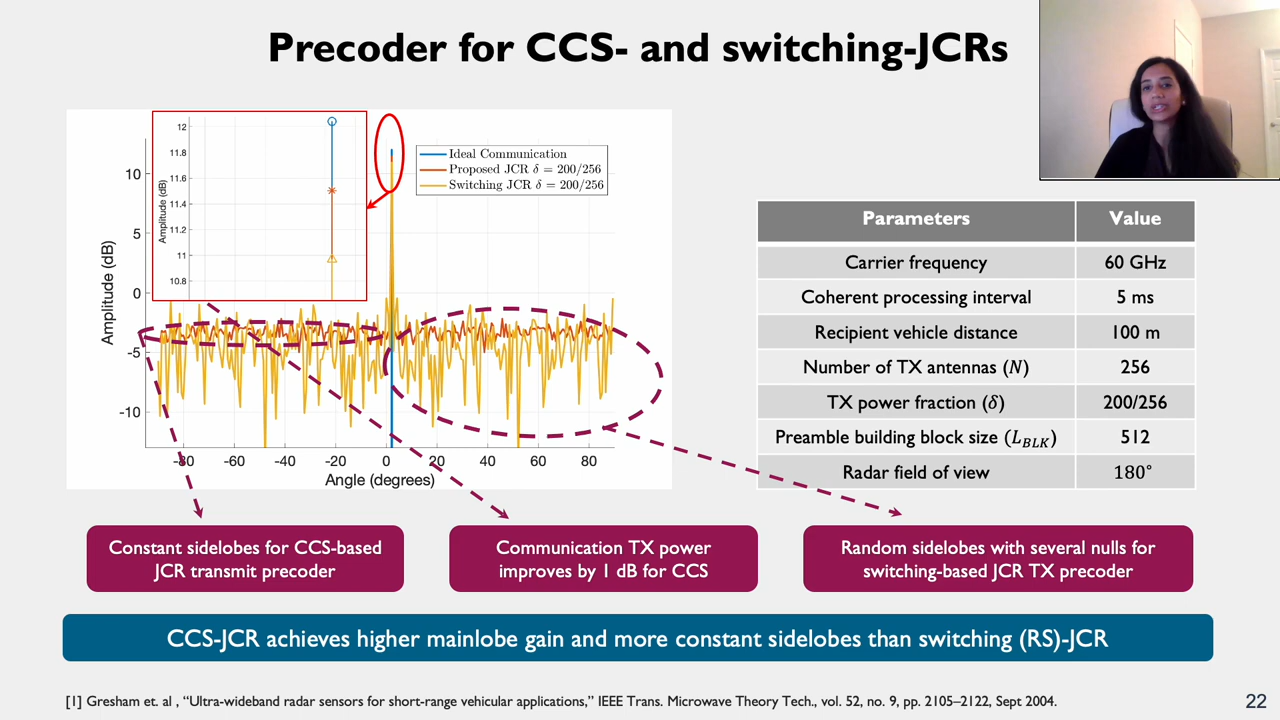 Precoder for CCS- and switching-JCRs
12
11.8
11.6
11.4
11.2
11
10.8
Amplitude (dB)
Ideal Communication
Proposed JCR δ = 200/256
Switching JCR δ = 200/256
10
5
0
-5
-10
Amplitude (dB)
-80 -60 -40 -20 0 20 40 60 80
Angle (degrees)
Parameters Value
Carrier frequency 60 GHz
Coherent processing interval 5 ms
Recipient vehicle distance 100 m
Number of TX antennas (N) 256
TX power fraction (δ) 200/256
Preamble building block size (L_BLK) 512
Radar field of view 180°
Constant sidelobes for CCS-based
JCR transmit precoder
Communication TX power
improves by 1 dB for CCS
Random sidelobes with several nulls for
switching-based JCR TX precoder
CCS-JCR achieves higher mainlobe gain and more constant sidelobes than switching (RS)-JCR
[1] Gresham et. al , “Ultra-wideband radar sensors for short-range vehicular applications,” IEEE Trans. Microwave Theory Tech., vol. 52, no. 9, pp. 2105–2122, Sept 2004.
22